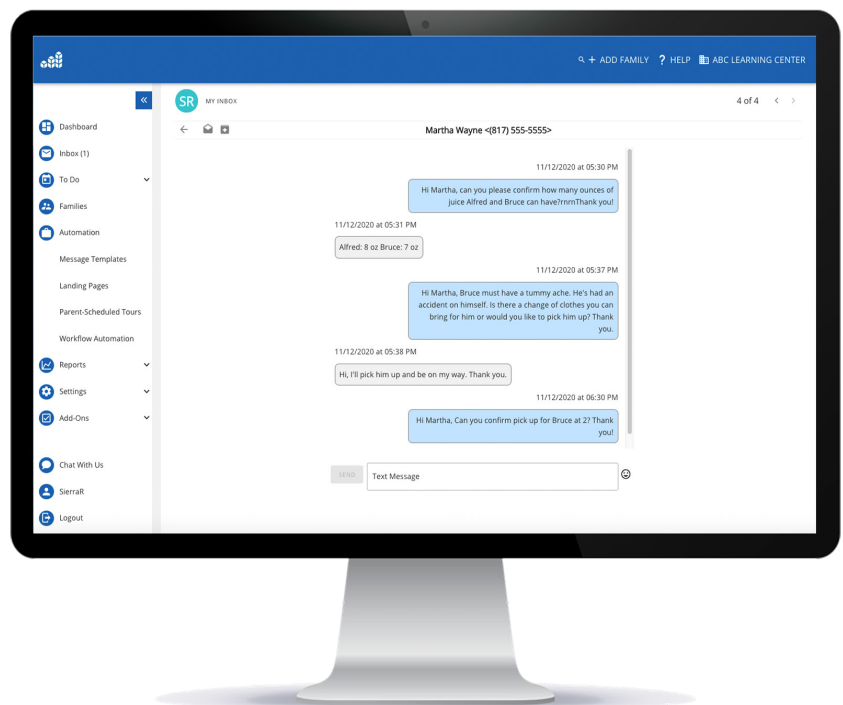 ADD FAMILY
? HELP
ABC LEARNING CENTER
«
SR
MY INBOX
4 of 4
Dashboard
Inbox (1)
To Do
Families
Automation
Message Templates
Landing Pages
Parent-Scheduled Tours
Workflow Automation
Reports
Settings
Add-Ons
Chat With Us
SierraR
Logout
Martha Wayne <(817) 555-5555>
11/12/2020 at 05:30 PM
Hi Martha, can you please confirm how many ounces of
juice Alfred and Bruce can have?rnrnThank you!
11/12/2020 at 05:31 PM
Alfred: 8 oz Bruce: 7 oz
11/12/2020 at 05:37 PM
Hi Martha, Bruce must have a tummy ache. He's had an
accident on himself. Is there a change of clothes you can
bring for him or would you like to pick him up? Thank
you.
11/12/2020 at 05:38 PM
Hi, I'll pick him up and be on my way. Thank you.
11/12/2020 at 06:30 PM
Hi Martha, Can you confirm pick up for Bruce at 2? Thank
you!
SEND
Text Message